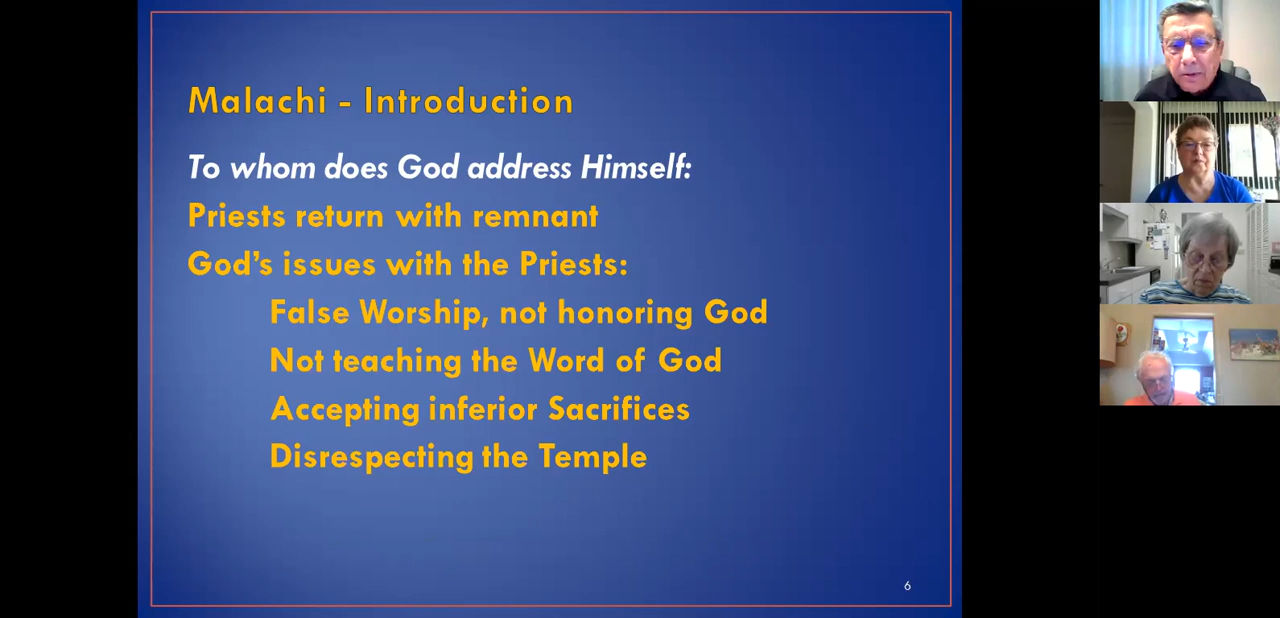 Malachi - Introduction
To whom does God address Himself:
Priests return with remnant
God's issues with the Priests:
False Worship, not honoring God
Not teaching the Word of God
Accepting inferior Sacrifices
Disrespecting the Temple
6